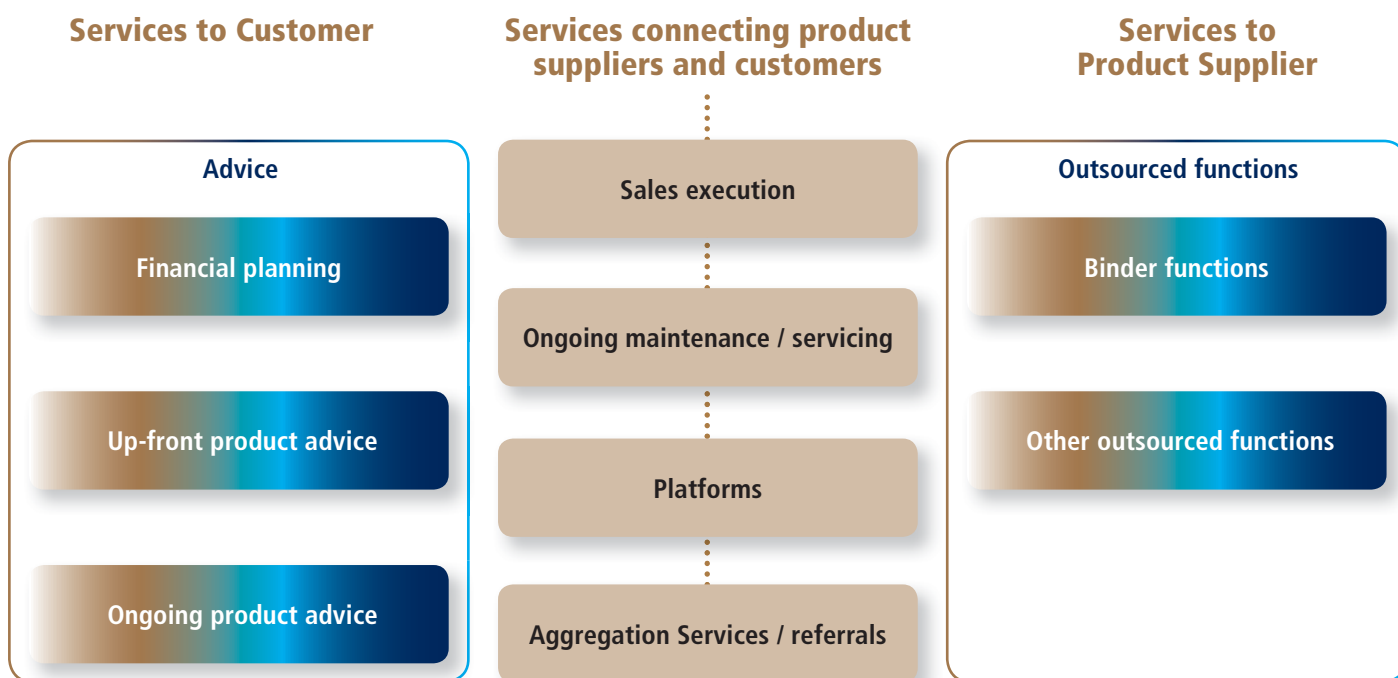 Services to Customer
Services connecting product
suppliers and customers
Services to
Product Supplier
Advice
Financial planning
Up-front product advice
Ongoing product advice
Sales execution
Ongoing maintenance / servicing
Platforms
Aggregation Services / referrals
Outsourced functions
Binder functions
Other outsourced functions